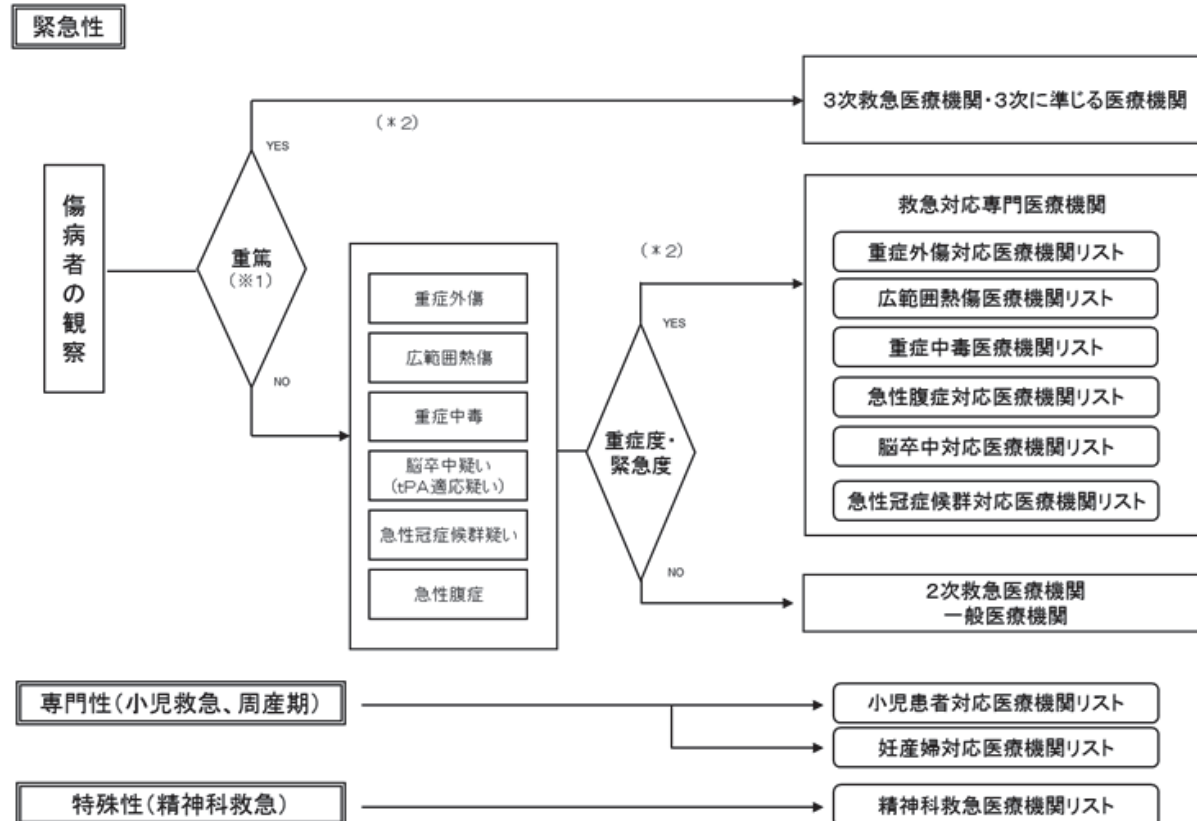 緊急性
3次救急医療機関・3次に準じる医療機関
(*2)
YES
傷病者の観察
重篤
(※1)
NO
重症外傷
広範囲熱傷
重症中毒
脳卒中疑い
(tPA適応疑い)
急性冠症候群疑い
急性腹症
(*2)
YES
重症度・
緊急度
NO
救急対応専門医療機関
重症外傷対応医療機関リスト
広範囲熱傷医療機関リスト
重症中毒医療機関リスト
急性腹症対応医療機関リスト
脳卒中対応医療機関リスト
急性冠症候群対応医療機関リスト
2次救急医療機関
一般医療機関
専門性(小児救急、周産期)
小児患者対応医療機関リスト
妊産婦対応医療機関リスト
特殊性(精神科救急)
精神科救急医療機関リスト